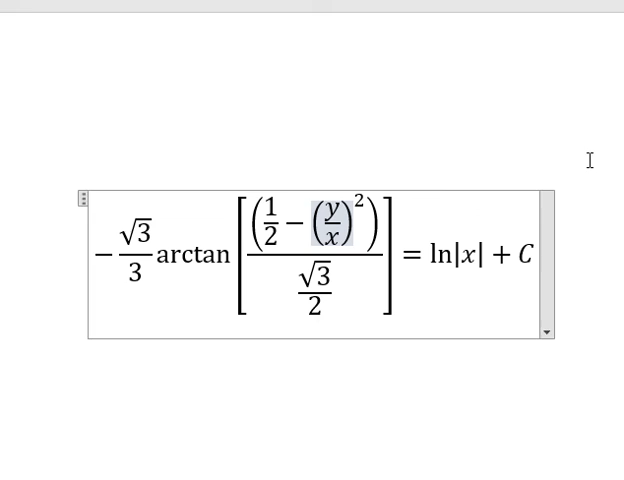 −√3/3 arctan[((1/2 − (y/x)²))/(√3/2)] = ln|x| + C